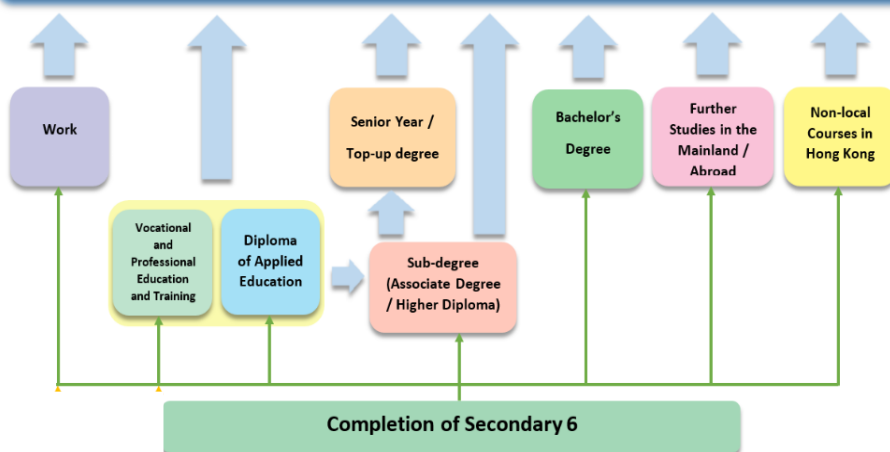 Work
Senior Year /
Top-up degree
Bachelor's
Degree
Further
Studies in the
Mainland /
Abroad
Non-local
Courses in
Hong Kong
Vocational
and
Professional
Education
and Training
Diploma
of Applied
Education
Sub-degree
(Associate Degree
/ Higher Diploma)
Completion of Secondary 6